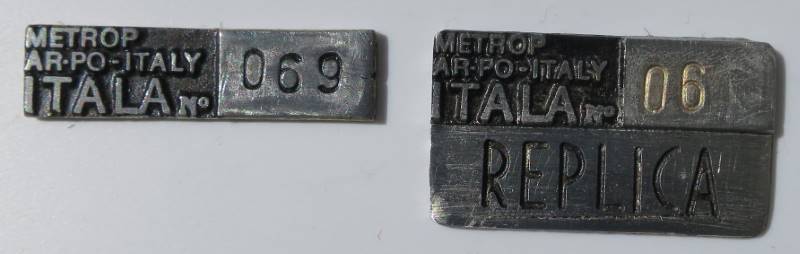 METROP
AR·PO-ITALY
ITALA Nº 069
METROP
AR·PO-ITALY
ITALA Nº 06
REPLICA